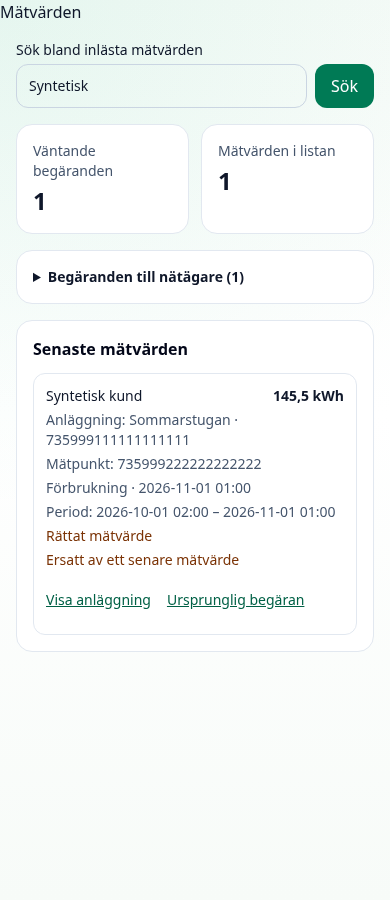 Mätvärden
Sök bland inlästa mätvärden
Syntetisk
Sök
Väntande
begäranden
1
Mätvärden i listan
1
Begäranden till nätägare (1)
Senaste mätvärden
Syntetisk kund 145,5 kWh
Anläggning: Sommarstugan ·
735999111111111111
Mätpunkt: 735999222222222222
Förbrukning · 2026-11-01 01:00
Period: 2026-10-01 02:00 – 2026-11-01 01:00
Rättat mätvärde
Ersatt av ett senare mätvärde
Visa anläggning Ursprunglig begäran